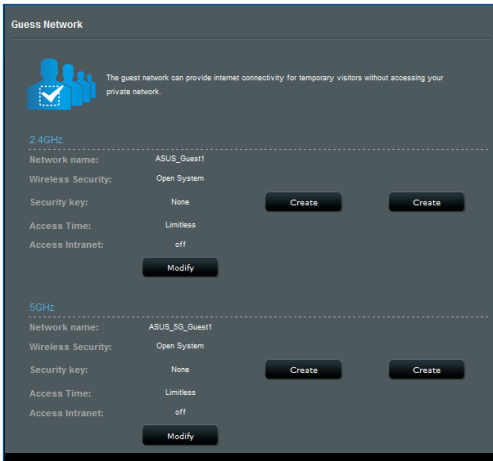 Guess Network
The guest network can provide internet connectivity for temporary visitors without accessing your
private network.
2.4GHz
Network name: ASUS_Guest1
Wireless Security: Open System
Security key: None Create Create
Access Time: Limitless
Access Intranet: off
Modify
5GHz
Network name: ASUS_5G_Guest1
Wireless Security: Open System
Security key: None Create Create
Access Time: Limitless
Access Intranet: off
Modify